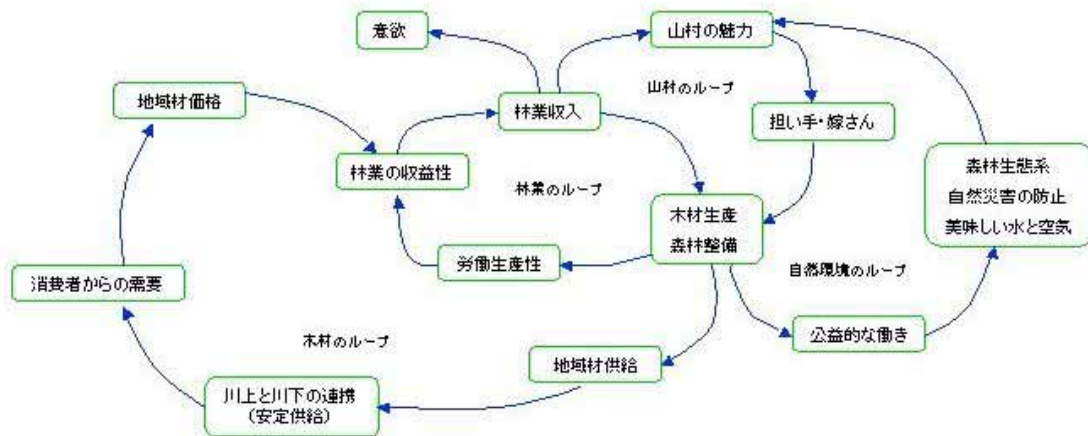 意欲
山村の魅力
山村のループ
地域材価格
林業収入
担い手・嫁さん
林業の収益性
林業のループ
森林生態系
自然災害の防止
美味しい水と空気
木材生産
森林整備
労働生産性
自然環境のループ
消費者からの需要
公益的な働き
木材のループ
地域材供給
川上と川下の連携
(安定供給)